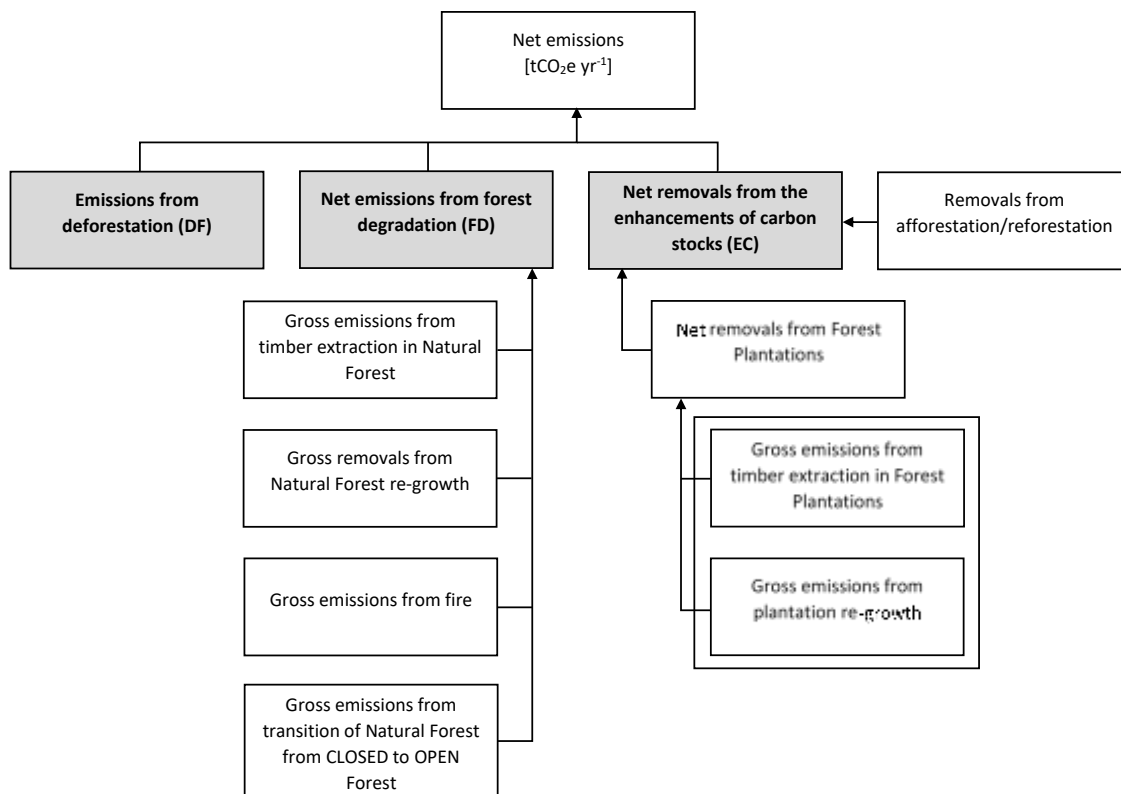 Net emissions
[tCO₂e yr⁻¹]
Emissions from
deforestation (DF)
Net emissions from forest
degradation (FD)
Net removals from the
enhancements of carbon
stocks (EC)
Removals from
afforestation/reforestation
Gross emissions from
timber extraction in Natural
Forest
Gross removals from
Natural Forest re-growth
Gross emissions from fire
Gross emissions from
transition of Natural Forest
from CLOSED to OPEN
Forest
Net removals from Forest
Plantations
Gross emissions from
timber extraction in Forest
Plantations
Gross emissions from
plantation re-growth